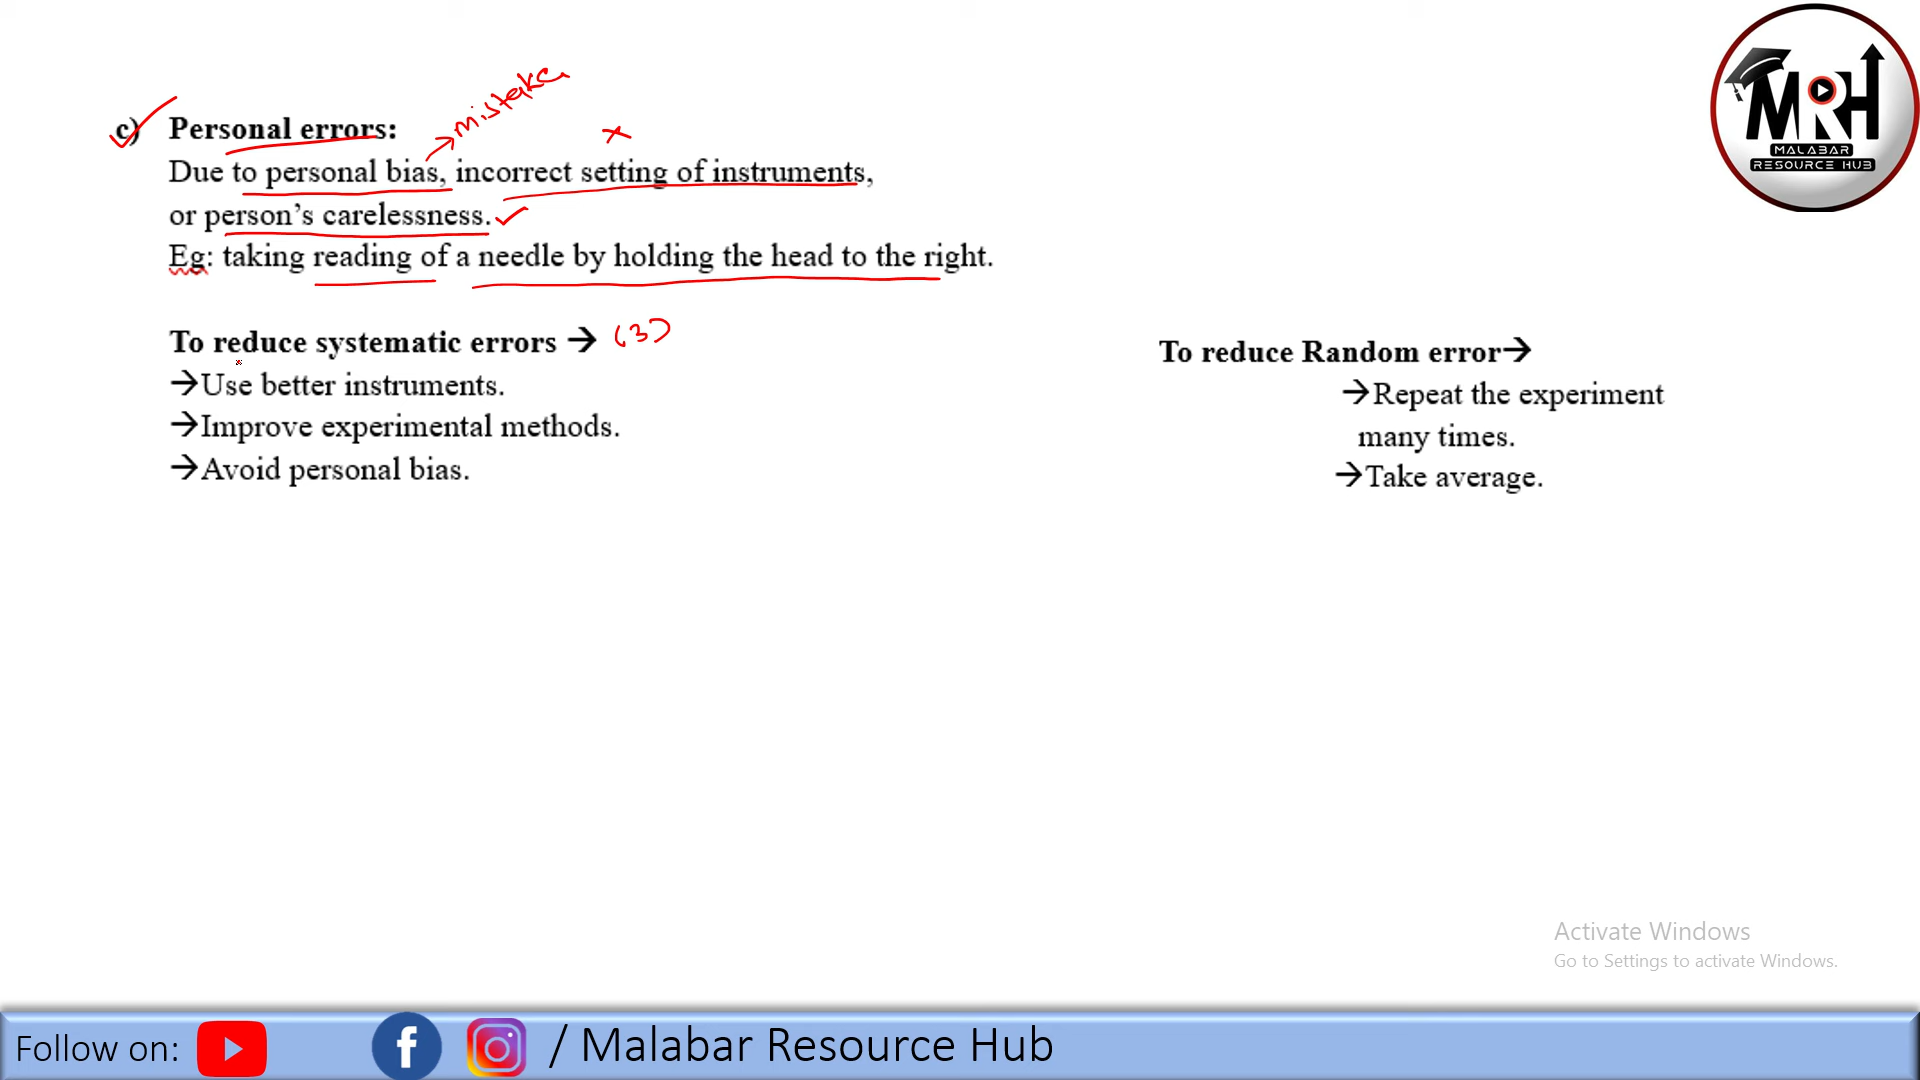 mistake
c) Personal errors:
×
Due to personal bias, incorrect setting of instruments,
or person’s carelessness.
Eg: taking reading of a needle by holding the head to the right.
To reduce systematic errors → (3)
→Use better instruments.
→Improve experimental methods.
→Avoid personal bias.
To reduce Random error→
→Repeat the experiment
many times.
→Take average.
MRH
MALABAR
RESOURCE HUB
Activate Windows
Go to Settings to activate Windows.
Follow on: / Malabar Resource Hub